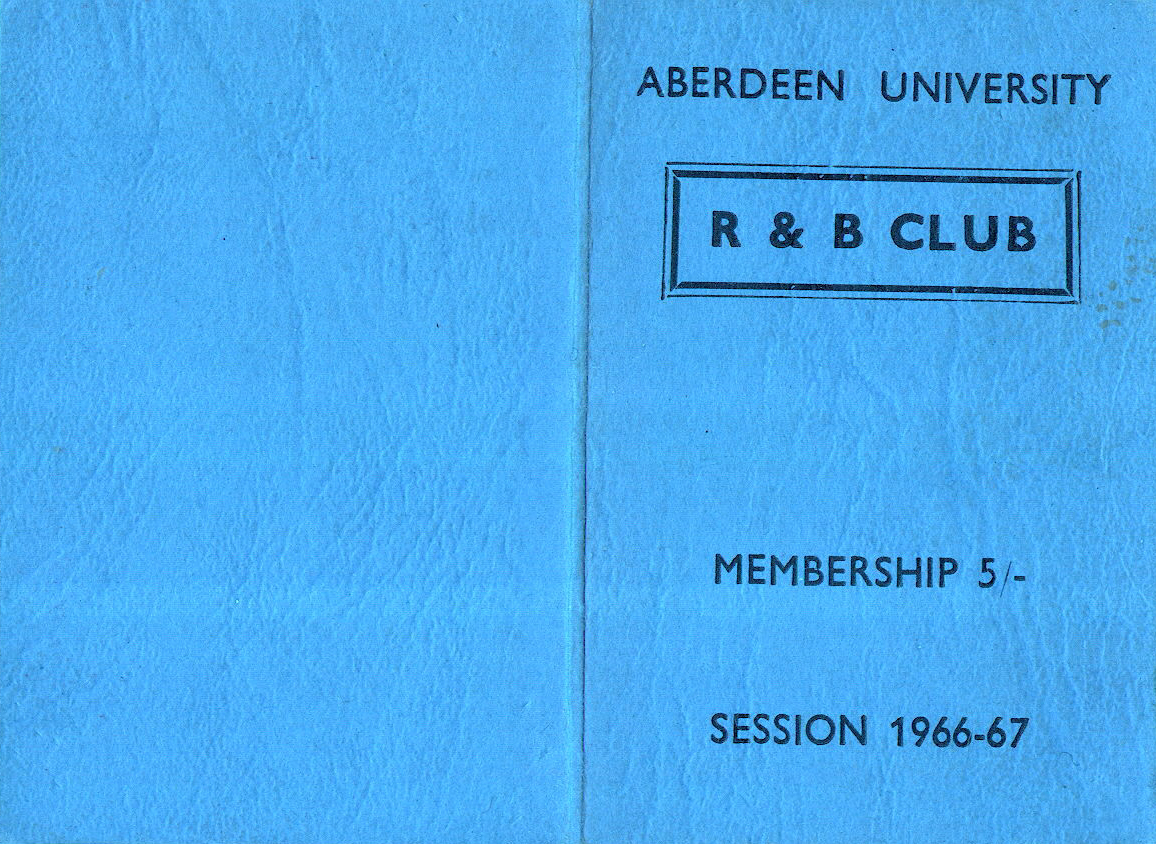 ABERDEEN UNIVERSITY
R & B CLUB
MEMBERSHIP 5/-
SESSION 1966-67